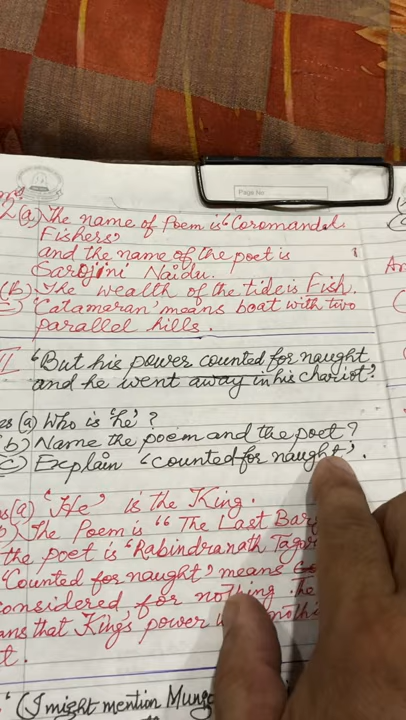 Page No
2(a) The name of Poem is "Coromandel
Fishers"
and the name of the poet is
Sarojini Naidu.
(B) The wealth of the tide is Fish.
(C) 'Catamaran' means boat with two
parallel hills.
"But his power counted for naught
and he went away in his chariot"
(a) Who is 'he' ?
(b) Name the poem and the poet ?
(c) Explain 'counted for naught'.
(a) 'He' is the King.
The Poem is "The Last
the poet is "Rabindranath
'Counted for naught' means
considered for nothing. The
that King's power
(I might mention